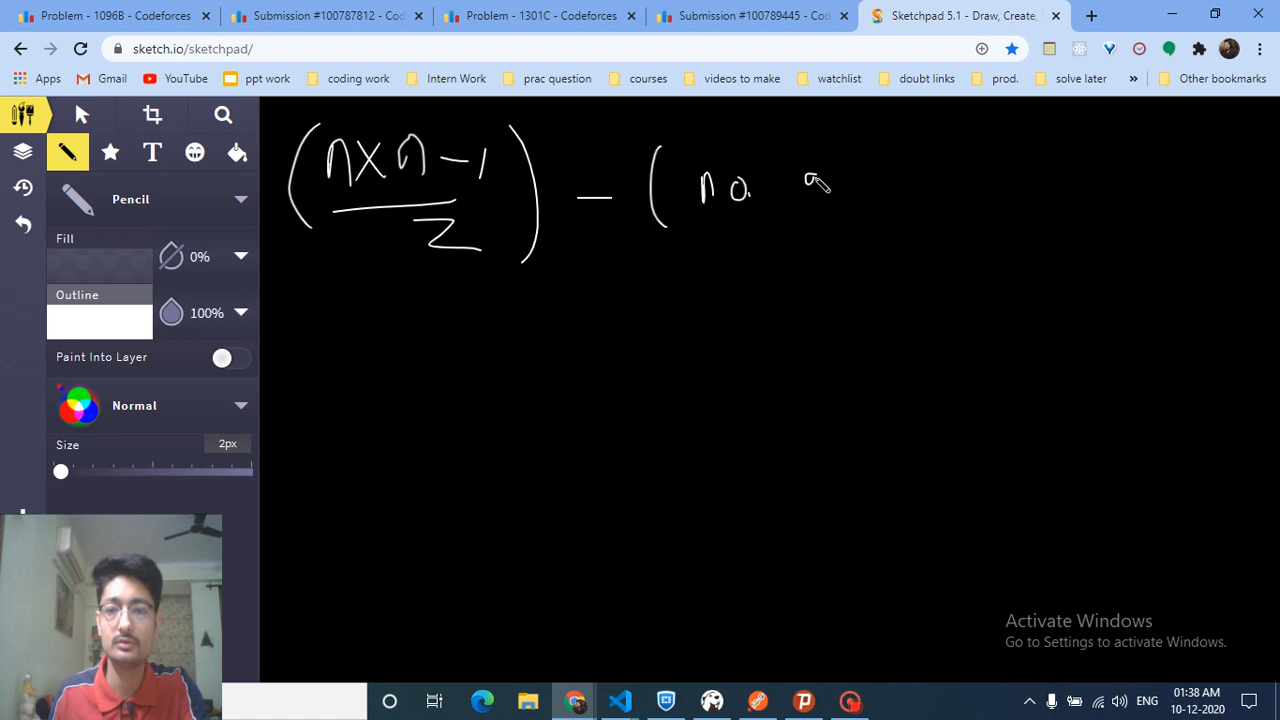 Problem - 1096B - Codeforces
Submission #100787812 - Cod
Problem - 1301C - Codeforces
Submission #100789445 - Cod
Sketchpad 5.1 - Draw, Create,
sketch.io/sketchpad/
Apps
Gmail
YouTube
ppt work
coding work
Intern Work
prac question
courses
videos to make
watchlist
doubt links
prod.
solve later
»
Other bookmarks
Pencil
Fill
0%
Outline
100%
Paint Into Layer
Normal
Size
2px
(n x n - 1
2) - ( no.
Activate Windows
Go to Settings to activate Windows.
ENG
01:38 AM
10-12-2020